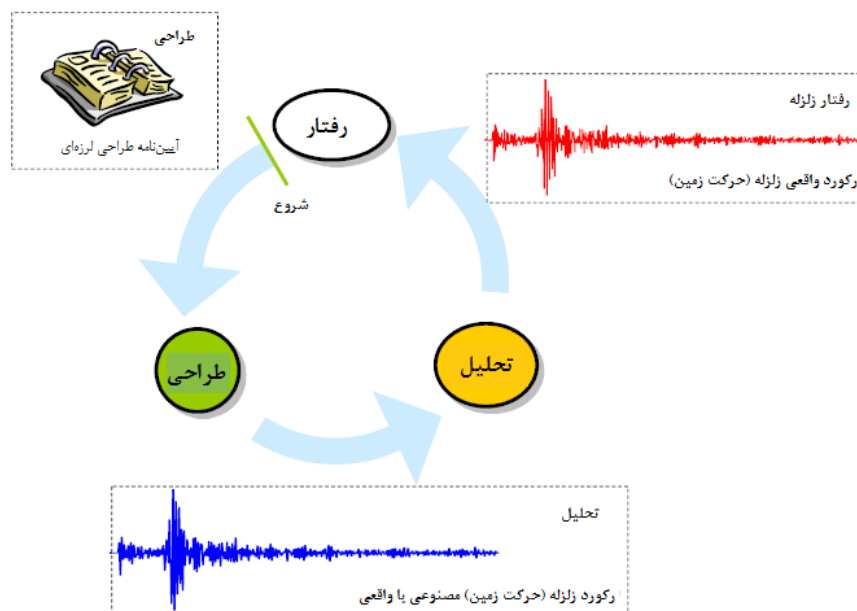 طراحی
آیین‌نامه طراحی لرزه‌ای
رفتار
شروع
رفتار زلزله
رکورد واقعی زلزله (حرکت زمین)
طراحی
تحلیل
تحلیل
رکورد زلزله (حرکت زمین) مصنوعی یا واقعی